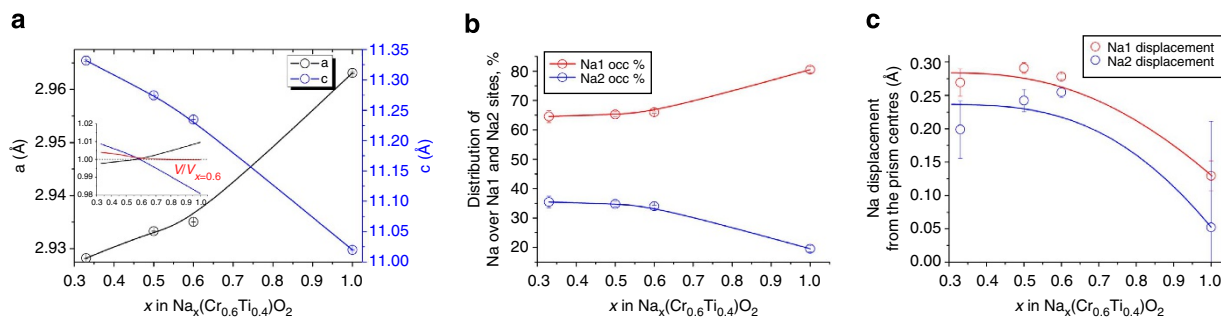 a
2.96
2.95
2.94
2.93
a (Å)
a
c
11.35
11.30
11.25
11.20
11.15
11.10
11.05
11.00
c (Å)
1.02
1.01
1.00
0.99
0.98
V/Vx=0.6
0.3 0.4 0.5 0.6 0.7 0.8 0.9 1.0
0.3 0.4 0.5 0.6 0.7 0.8 0.9 1.0
x in Nax(Cr0.6Ti0.4)O2
b
Distribution of
Na over Na1 and Na2 sites, %
80
70
60
50
40
30
20
Na1 occ %
Na2 occ %
0.3 0.4 0.5 0.6 0.7 0.8 0.9 1.0
x in Nax(Cr0.6Ti0.4)O2
c
Na displacement
from the prism centres (Å)
0.30
0.25
0.20
0.15
0.10
0.05
0.00
Na1 displacement
Na2 displacement
0.3 0.4 0.5 0.6 0.7 0.8 0.9 1.0
x in Nax(Cr0.6Ti0.4)O2